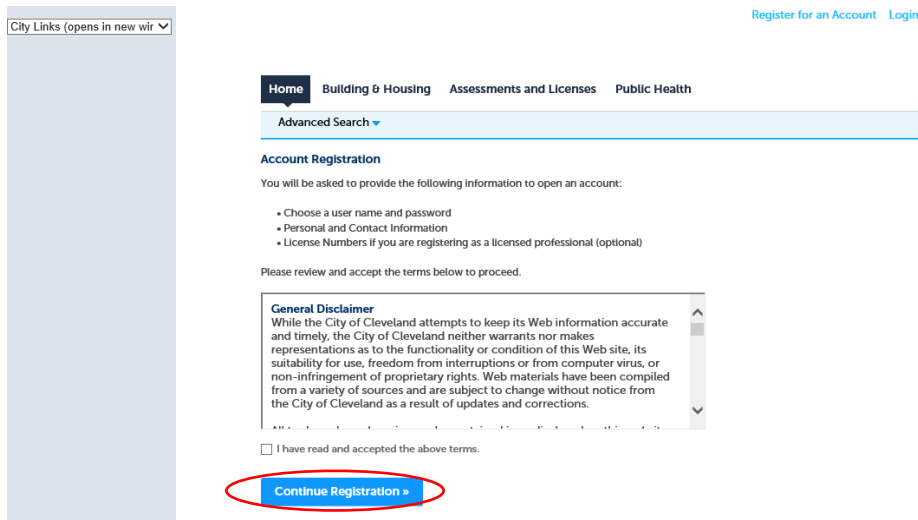 City Links (opens in new wir
Register for an Account Login
Home Building & Housing Assessments and Licenses Public Health
Advanced Search
Account Registration
You will be asked to provide the following information to open an account:
• Choose a user name and password
• Personal and Contact Information
• License Numbers if you are registering as a licensed professional (optional)
Please review and accept the terms below to proceed.
General Disclaimer
While the City of Cleveland attempts to keep its Web information accurate
and timely, the City of Cleveland neither warrants nor makes
representations as to the functionality or condition of this Web site, its
suitability for use, freedom from interruptions or from computer virus, or
non-infringement of proprietary rights. Web materials have been compiled
from a variety of sources and are subject to change without notice from
the City of Cleveland as a result of updates and corrections.
I have read and accepted the above terms.
Continue Registration »